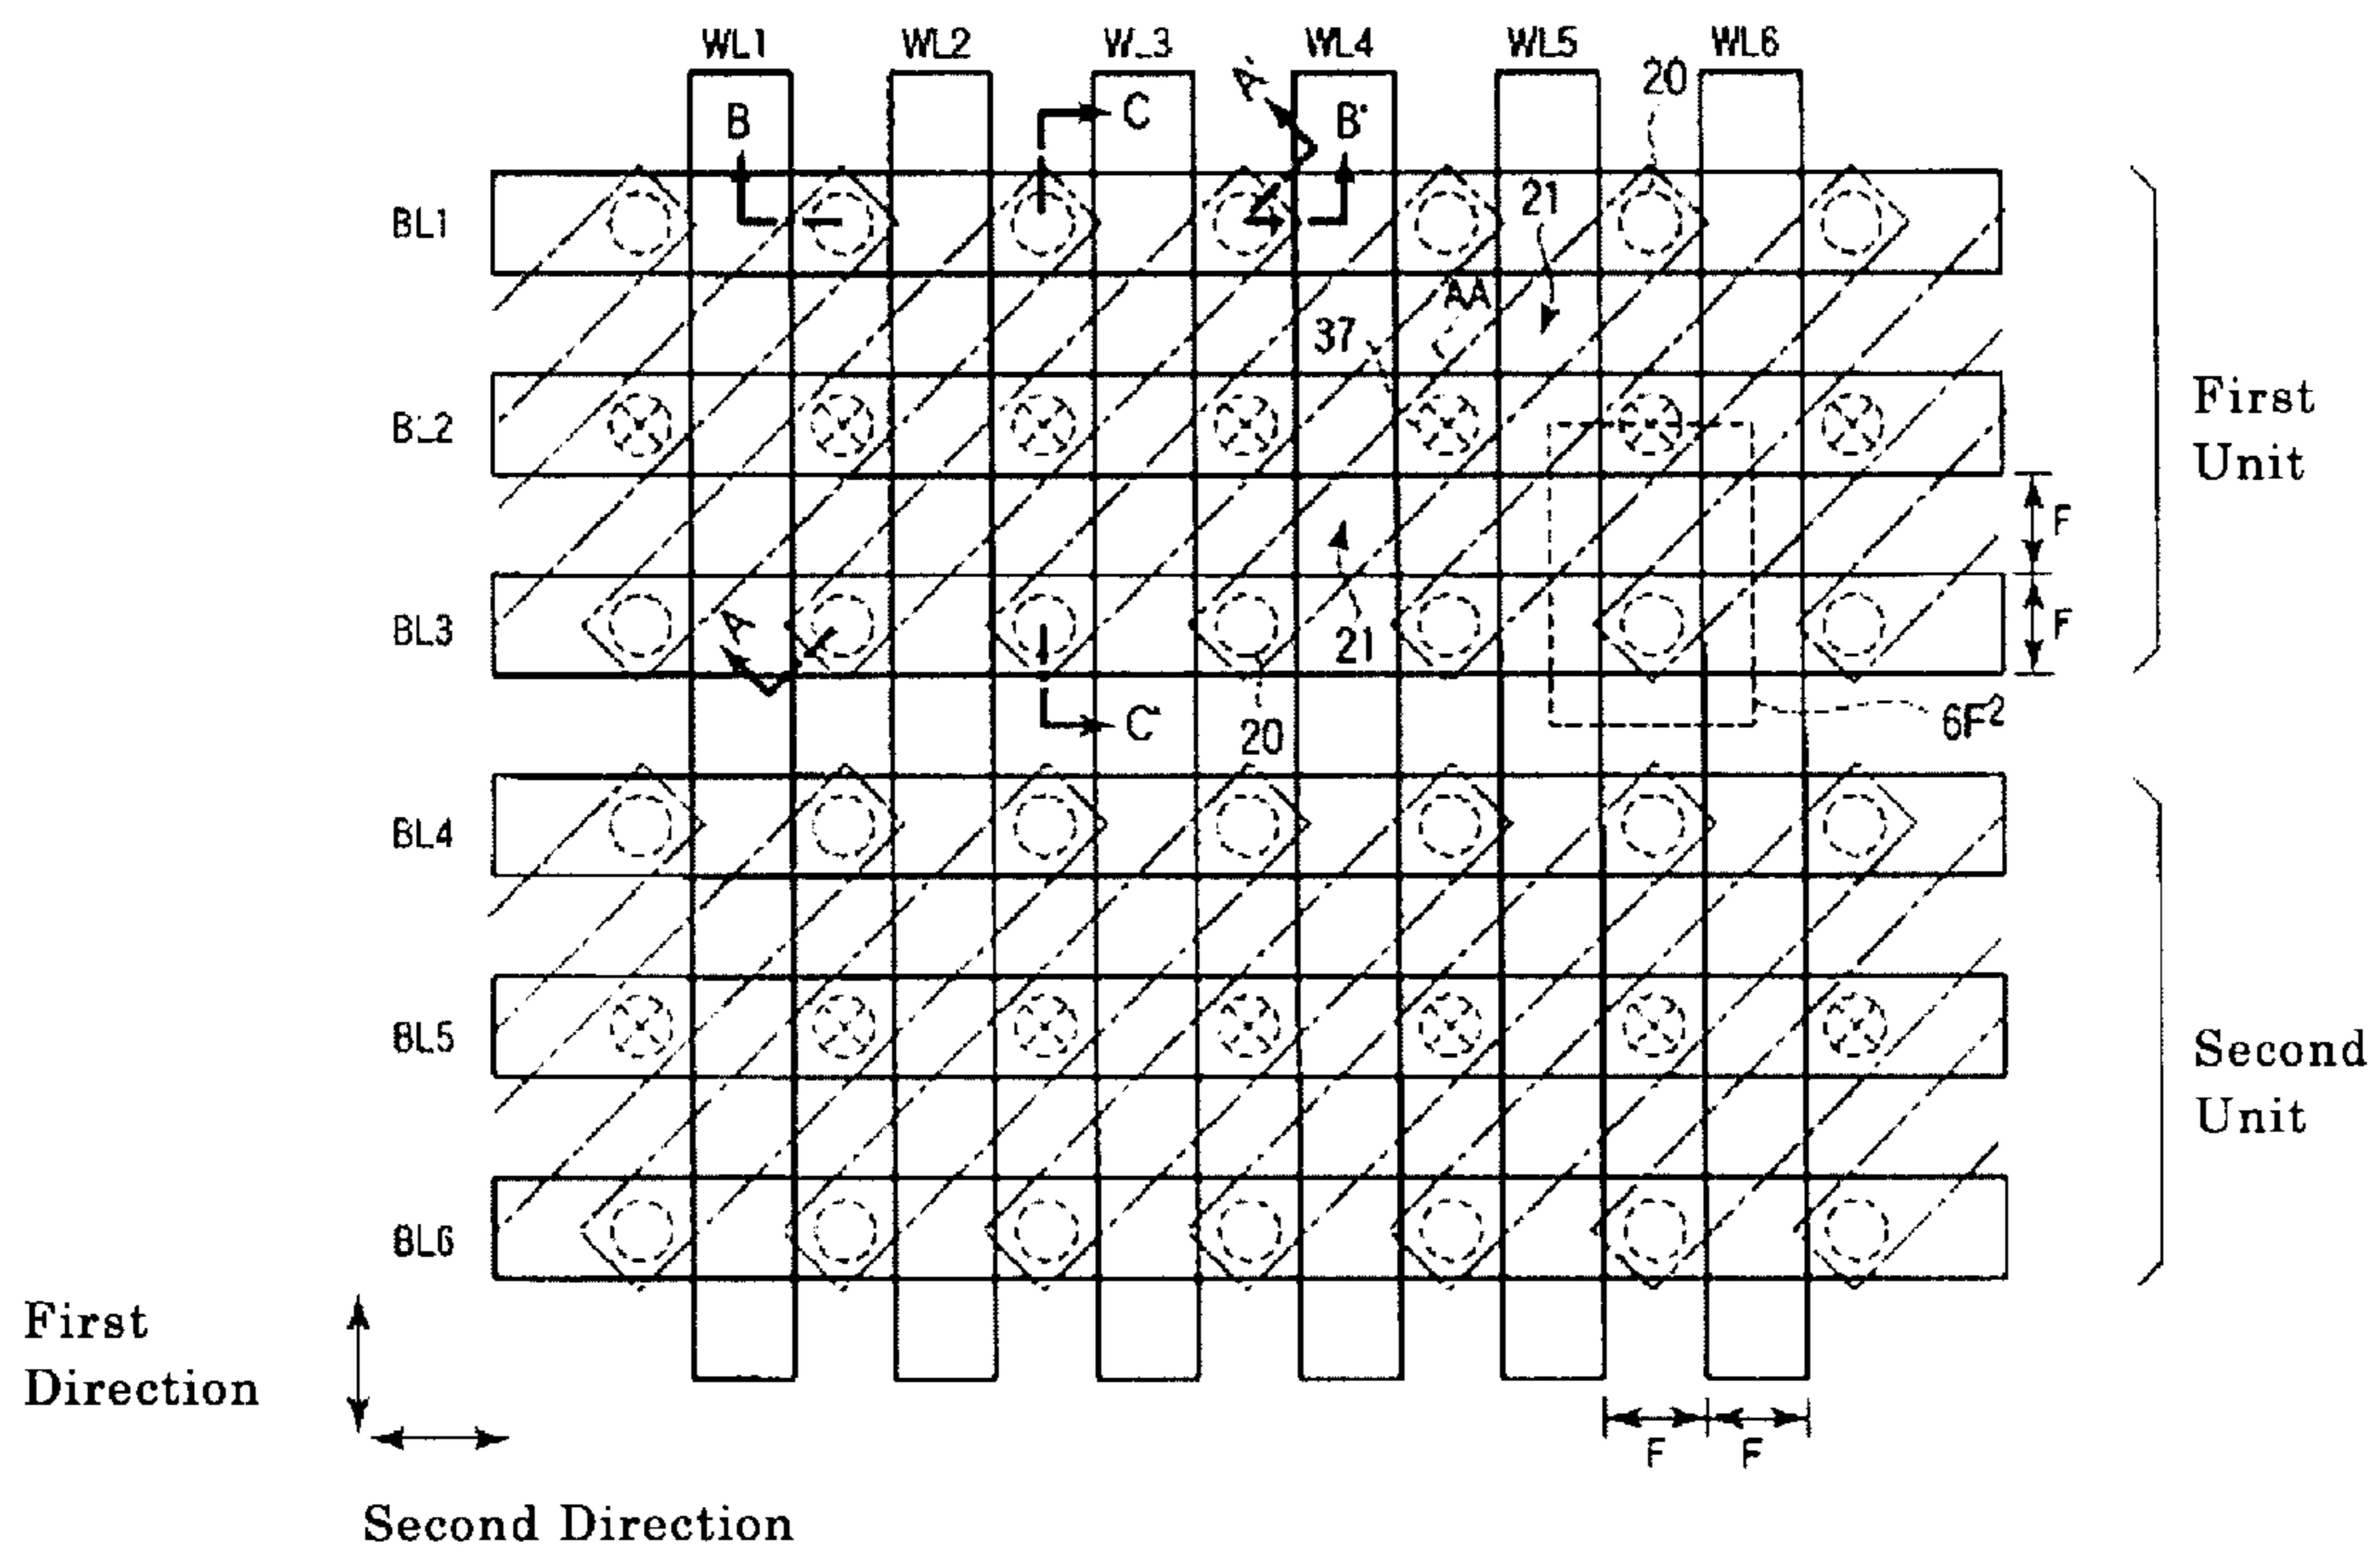 WL1 WL2 W_3 WL4 WL5 WL6
20
B C A' B'
BL1
21
AA
37
BL2
First
Unit
F
BL3
A
21
F
C'
20
6F²
BL4
BL5
Second
Unit
BL6
First
Direction
F F
Second Direction